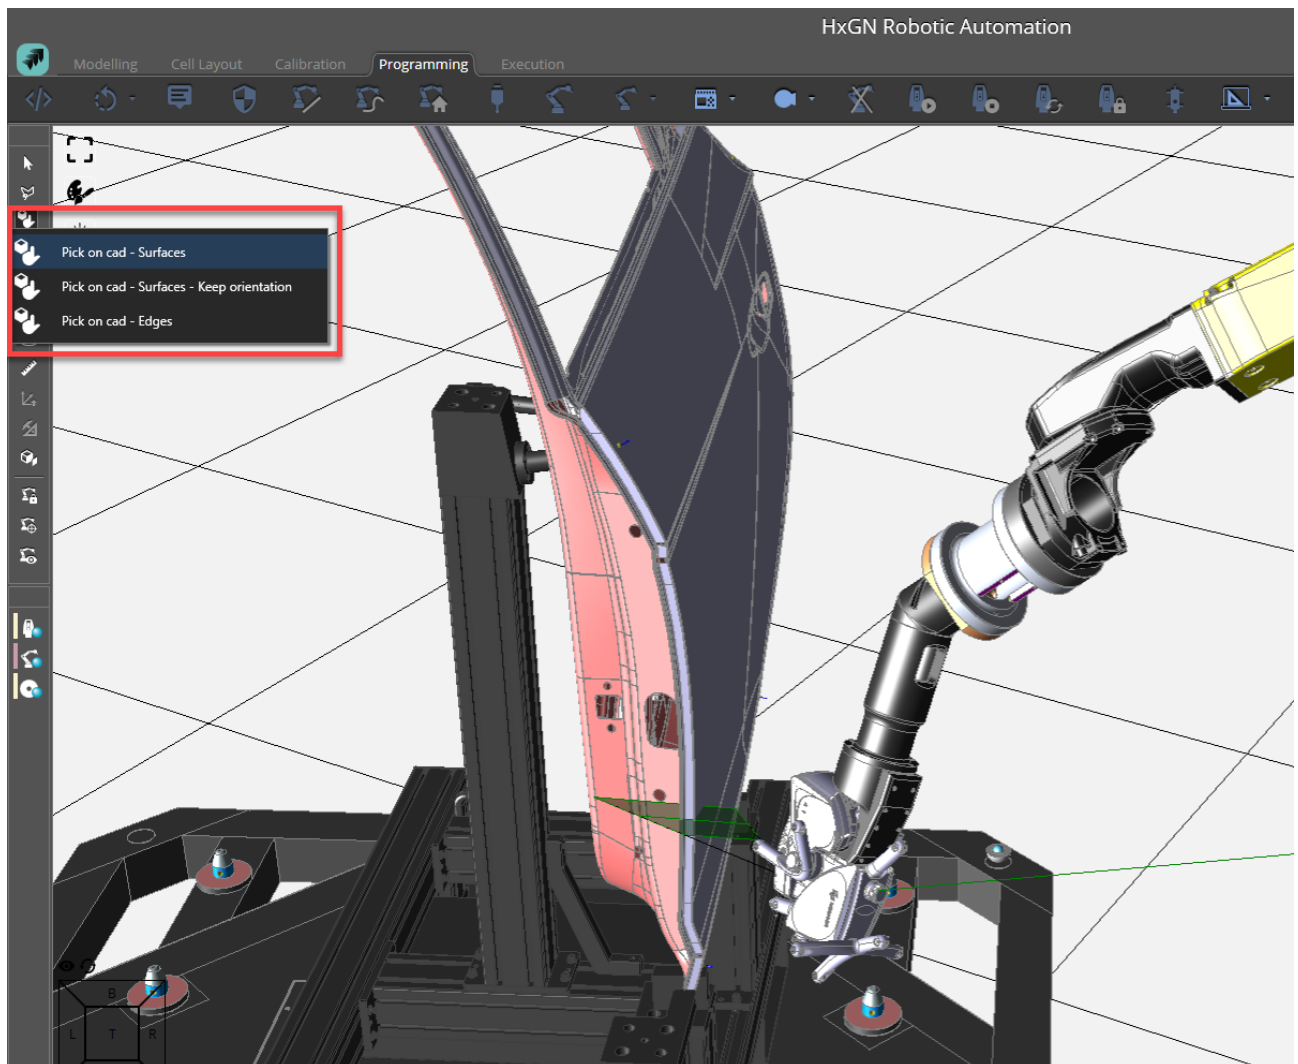 HxGN Robotic Automation
Modelling
Cell Layout
Calibration
Programming
Execution
Pick on cad - Surfaces
Pick on cad - Surfaces - Keep orientation
Pick on cad - Edges
B
L
T
R